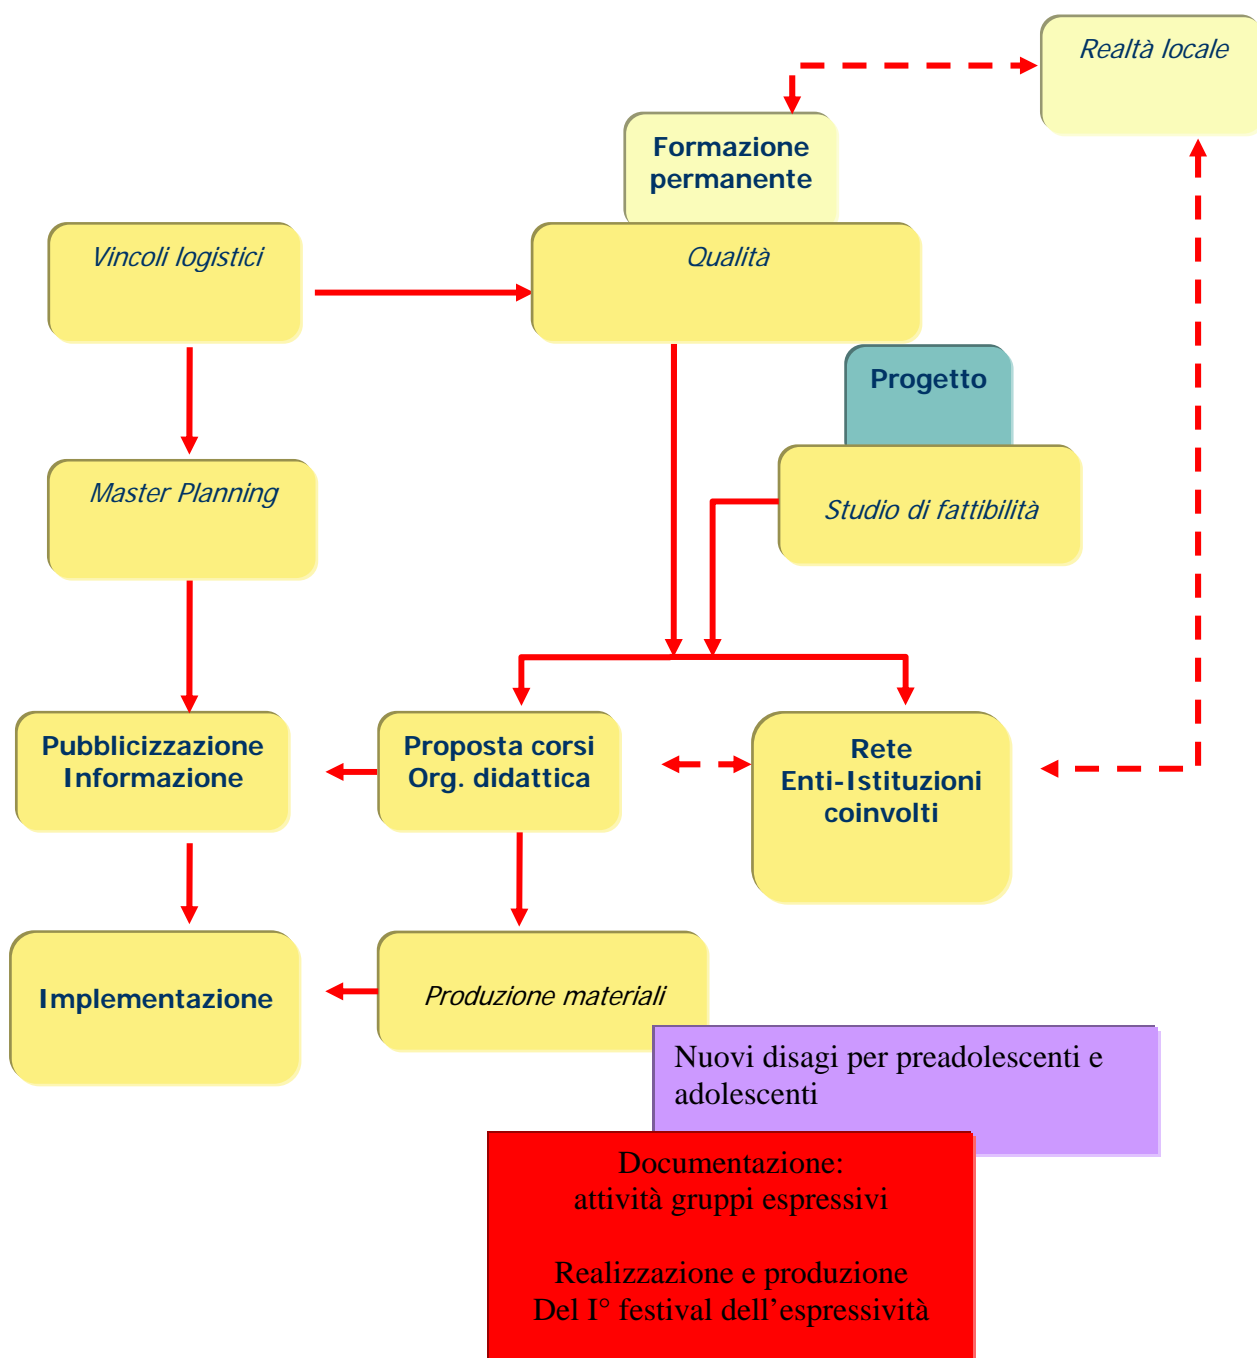 Realtà locale
Formazione
permanente
Vincoli logistici
Qualità
Progetto
Master Planning
Studio di fattibilità
Pubblicizzazione
Informazione
Proposta corsi
Org. didattica
Rete
Enti-Istituzioni
coinvolti
Implementazione
Produzione materiali
Nuovi disagi per preadolescenti e
adolescenti
Documentazione:
attività gruppi espressivi
Realizzazione e produzione
Del I° festival dell’espressività